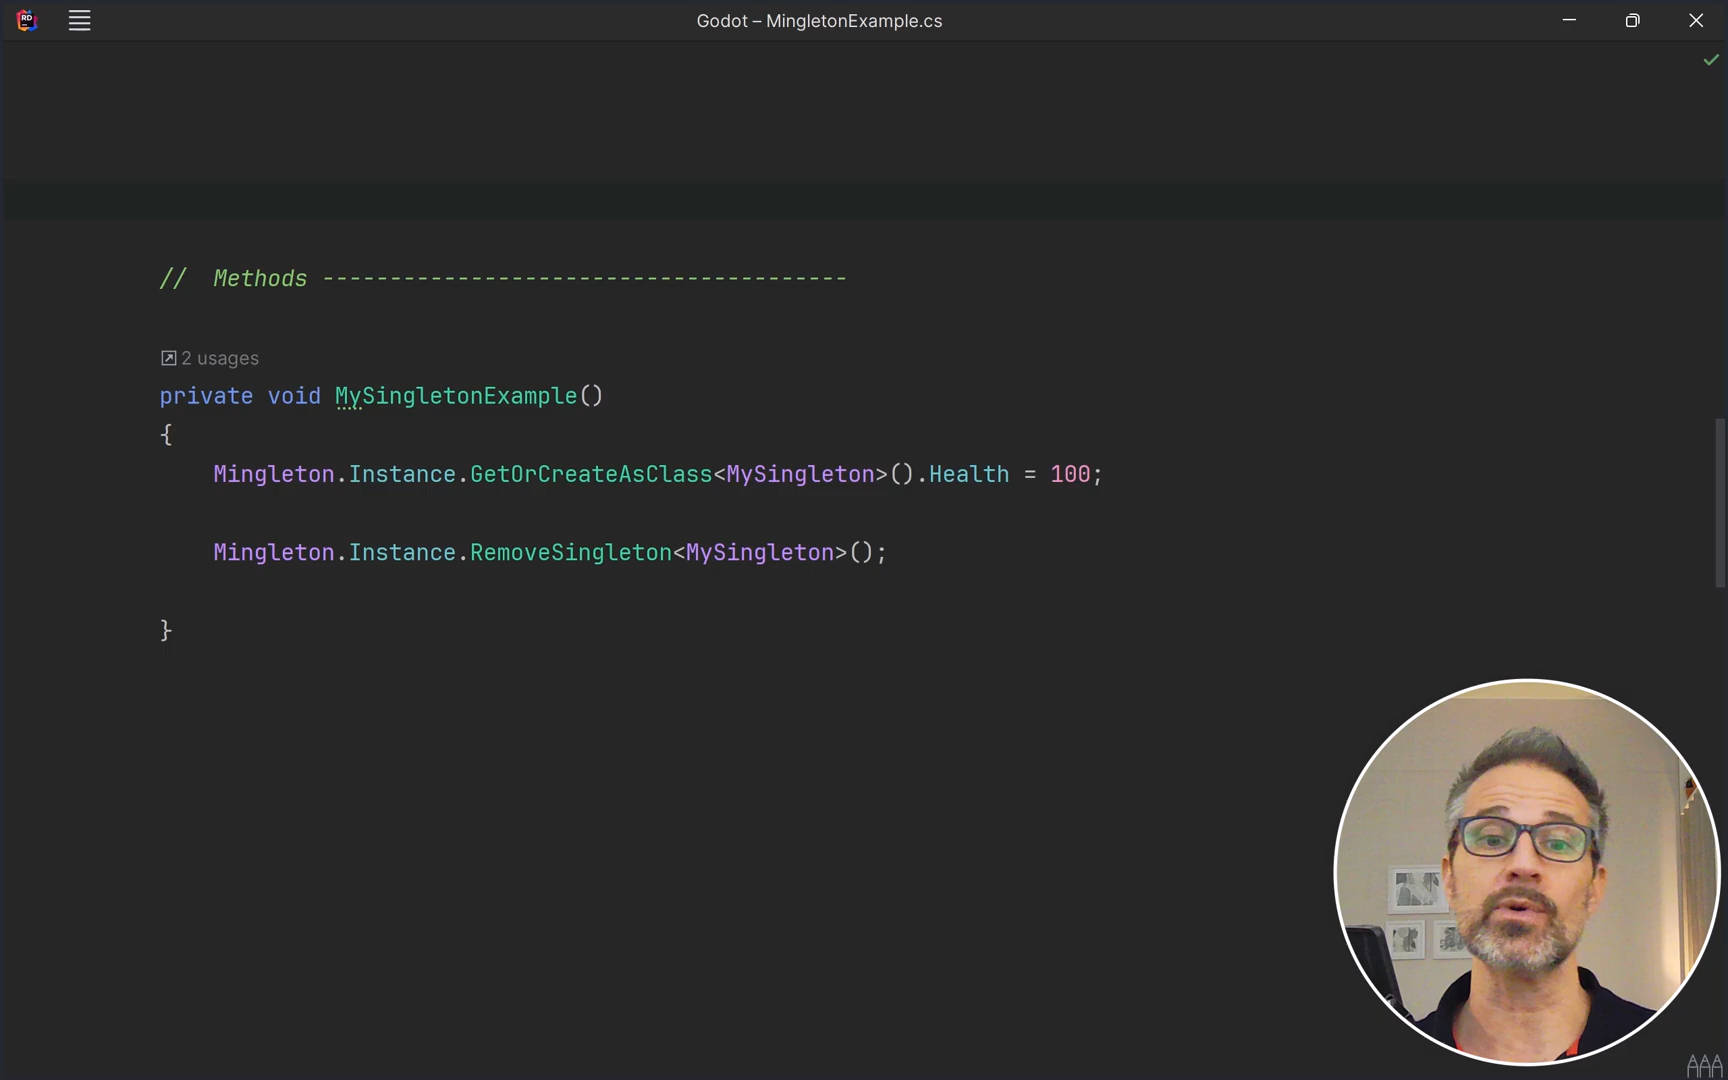 RD
Godot – MingletonExample.cs
// Methods ---------------------------------------
2 usages
private void MySingletonExample()
{
Mingleton.Instance.GetOrCreateAsClass<MySingleton>().Health = 100;
Mingleton.Instance.RemoveSingleton<MySingleton>();
}